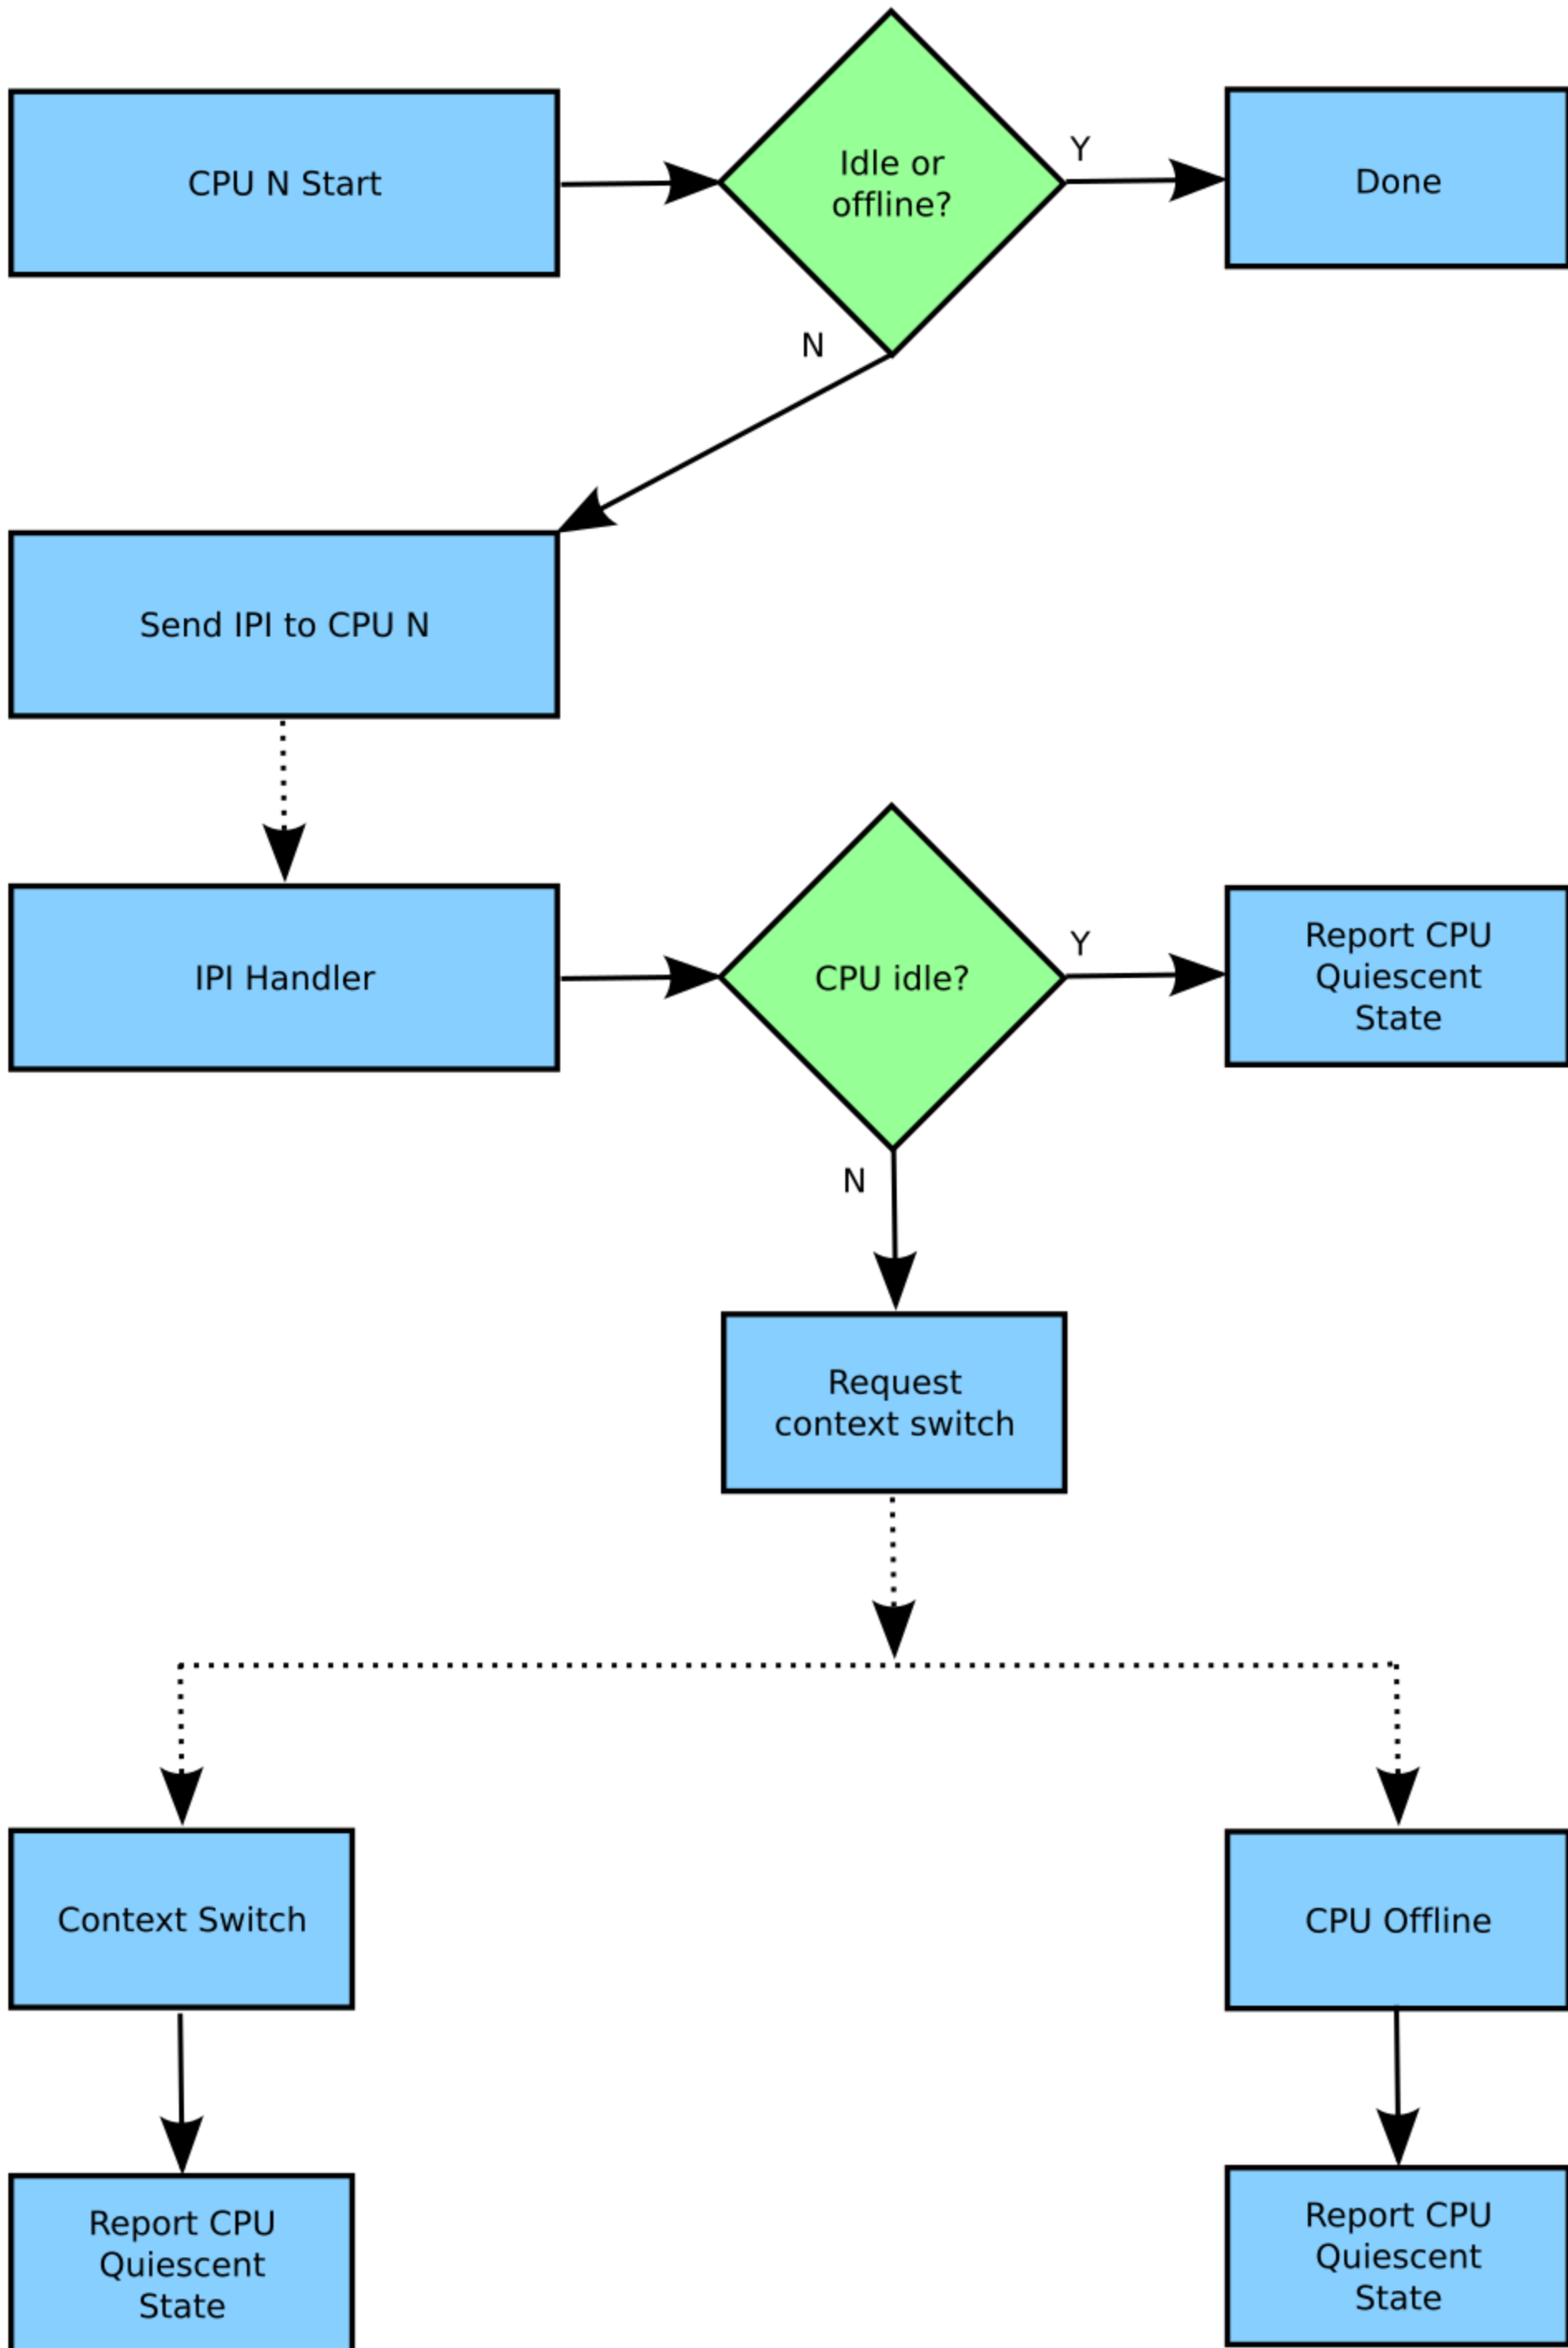 CPU N Start
Idle or
offline?
Y
Done
N
Send IPI to CPU N
IPI Handler
CPU idle?
Y
Report CPU
Quiescent
State
N
Request
context switch
Context Switch
CPU Offline
Report CPU
Quiescent
State
Report CPU
Quiescent
State